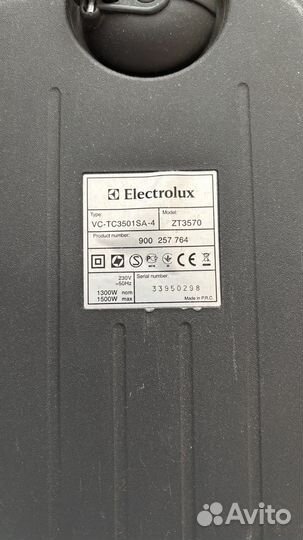 Electrolux
Type: Model:
VC-TC3501SA-4 ZT3570
Product number:
900 257 764
230V Serial number:
~50Hz 33950298
1300W nom
1500W max Made in P.R.C.
Avito